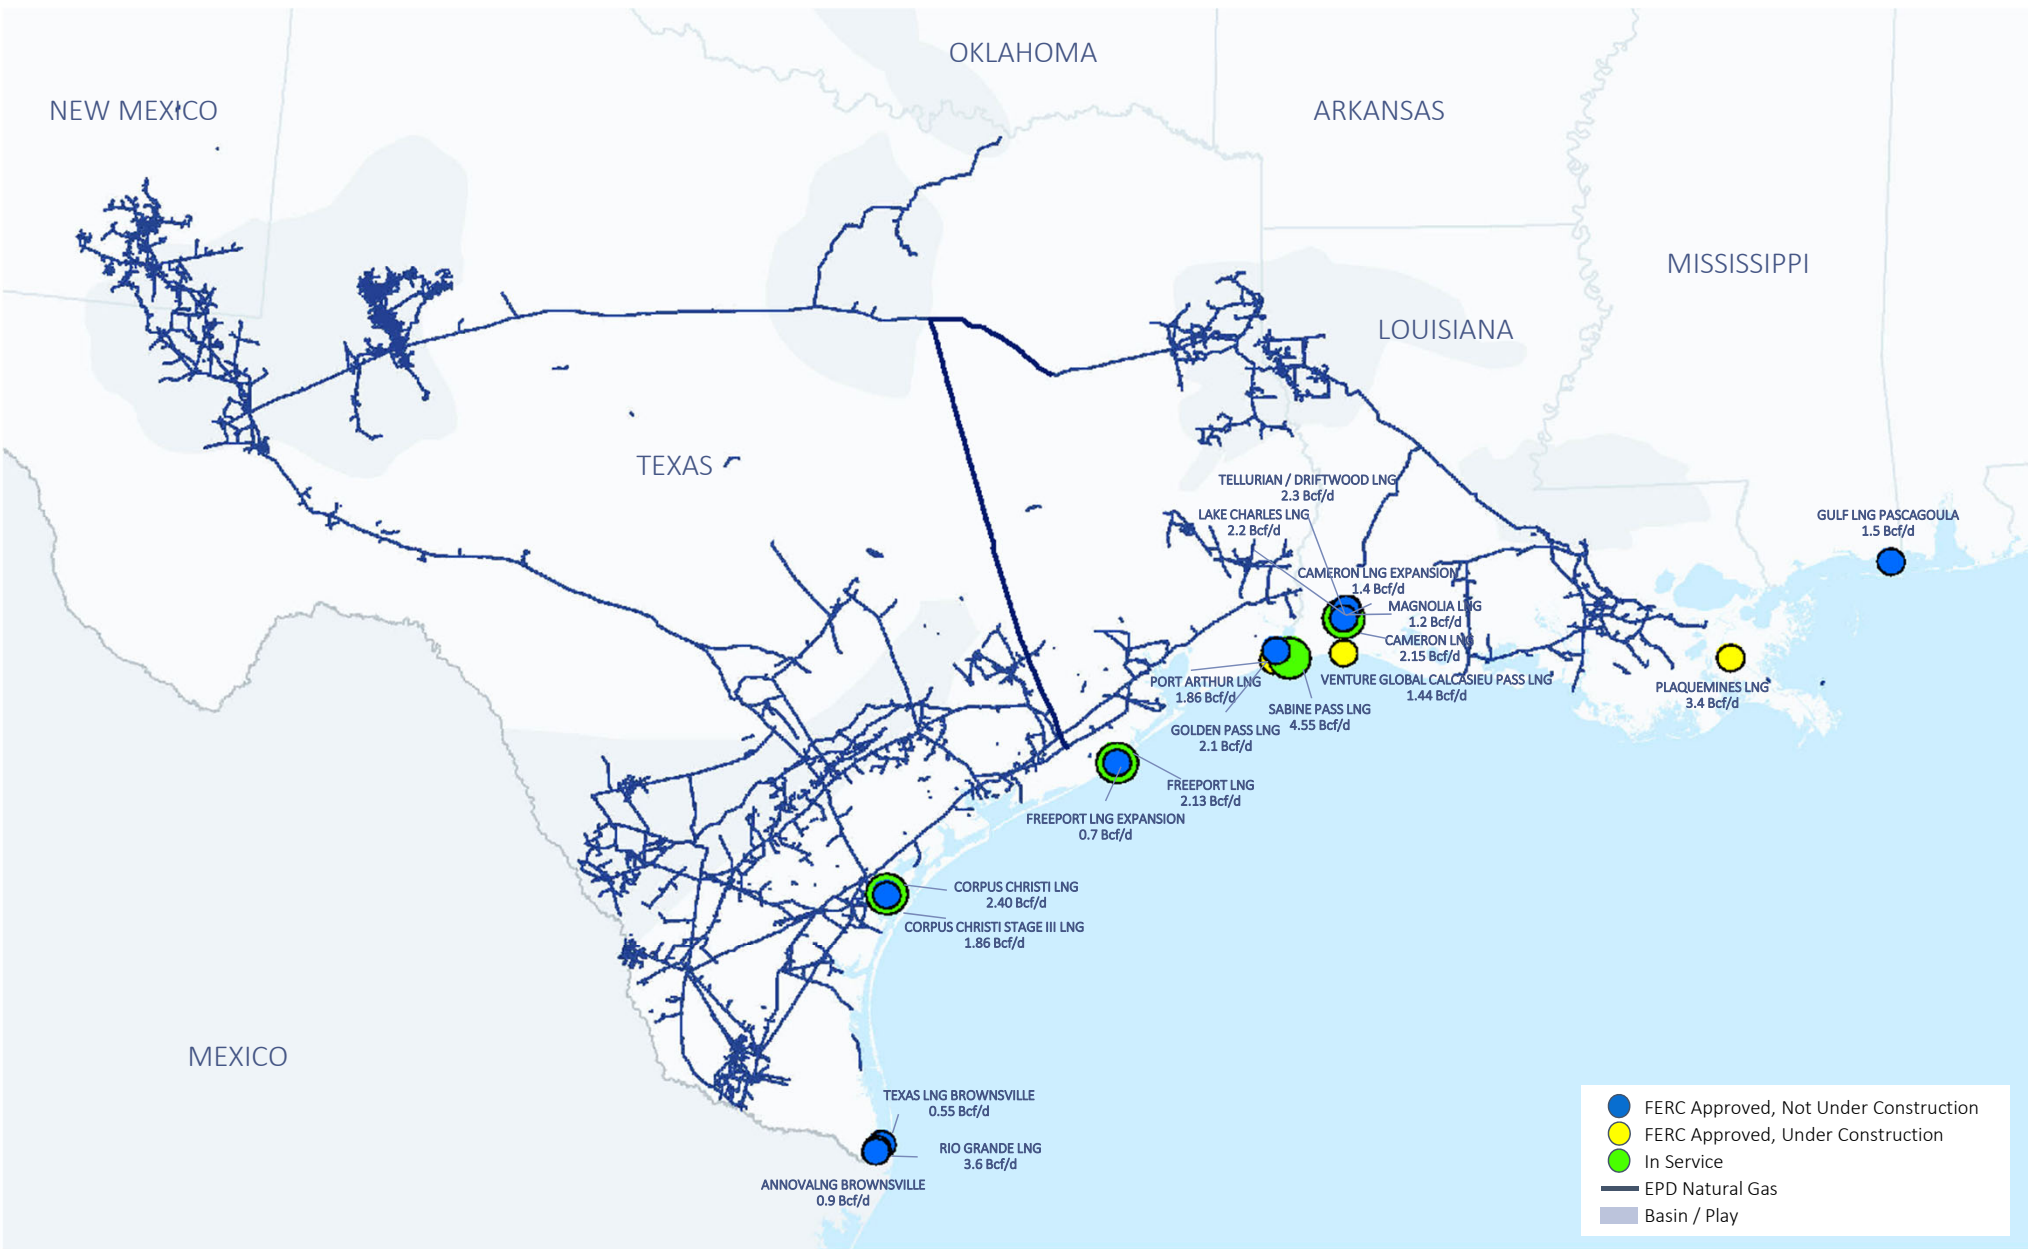 OKLAHOMA
NEW MEXICO
ARKANSAS
MISSISSIPPI
LOUISIANA
TEXAS
TELLURIAN / DRIFTWOOD LNG
2.3 Bcf/d
LAKE CHARLES LNG
2.2 Bcf/d
GULF LNG PASCAGOULA
1.5 Bcf/d
CAMERON LNG EXPANSION
1.4 Bcf/d
MAGNOLIA LNG
1.2 Bcf/d
CAMERON LNG
2.15 Bcf/d
PORT ARTHUR LNG
1.86 Bcf/d
VENTURE GLOBAL CALCASIEU PASS LNG
1.44 Bcf/d
PLAQUEMINES LNG
3.4 Bcf/d
SABINE PASS LNG
4.55 Bcf/d
GOLDEN PASS LNG
2.1 Bcf/d
FREEPORT LNG
2.13 Bcf/d
FREEPORT LNG EXPANSION
0.7 Bcf/d
CORPUS CHRISTI LNG
2.40 Bcf/d
CORPUS CHRISTI STAGE III LNG
1.86 Bcf/d
MEXICO
TEXAS LNG BROWNSVILLE
0.55 Bcf/d
RIO GRANDE LNG
3.6 Bcf/d
ANNOVALNG BROWNSVILLE
0.9 Bcf/d
FERC Approved, Not Under Construction
FERC Approved, Under Construction
In Service
EPD Natural Gas
Basin / Play